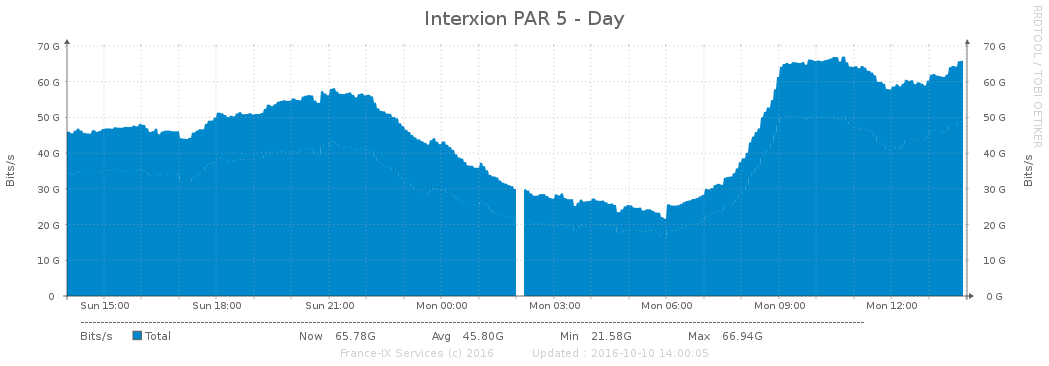 Interxion PAR 5 - Day
RRDTOOL / TOBI OETIKER
70 G 70 G
60 G 60 G
50 G 50 G
40 G 40 G
30 G 30 G
20 G 20 G
10 G 10 G
0 0 G
Bits/s
Bits/s
Sun 15:00 Sun 18:00 Sun 21:00 Mon 00:00 Mon 03:00 Mon 06:00 Mon 09:00 Mon 12:00
Bits/s Total Now 65.78G Avg 45.80G Min 21.58G Max 66.94G
France-IX Services (c) 2016 Updated : 2016-10-10 14:00:05